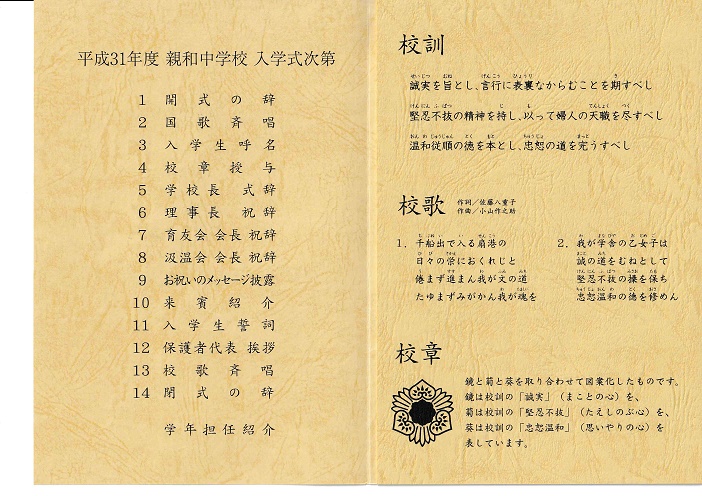 平成31年度 親和中学校 入学式次第
1 開式の辞
2 国歌斉唱
3 入学生呼名
4 校章授与
5 学校長 式辞
6 理事長 祝辞
7 育友会 会長 祝辞
8 汲温会 会長 祝辞
9 お祝いのメッセージ披露
10 来賓紹介
11 入学生誓詞
12 保護者代表 挨拶
13 校歌斉唱
14 閉式の辞
学年担任紹介
校訓
誠実を旨とし、言行に表裏なからむことを期すべし
堅忍不抜の精神を持し、以って婦人の天職を尽すべし
温和従順の徳を本とし、忠恕の道を完うすべし
校歌
作詞／佐藤八重子
作曲／小山作之助
1. 千船出で入る扇港の
日々の営におくれじと
倦まず進まん我が文の道
たゆまずみがかん我が魂を
2. 我が学舎の乙女子は
誠の道をむねとして
堅忍不抜の操を保ち
忠恕温和の徳を修めん
校章
鏡と菊と葵を取り合わせて図案化したものです。
鏡は校訓の「誠実」（まことの心）を、
菊は校訓の「堅忍不抜」（たえしのぶ心）を、
葵は校訓の「忠恕温和」（思いやりの心）を
表しています。